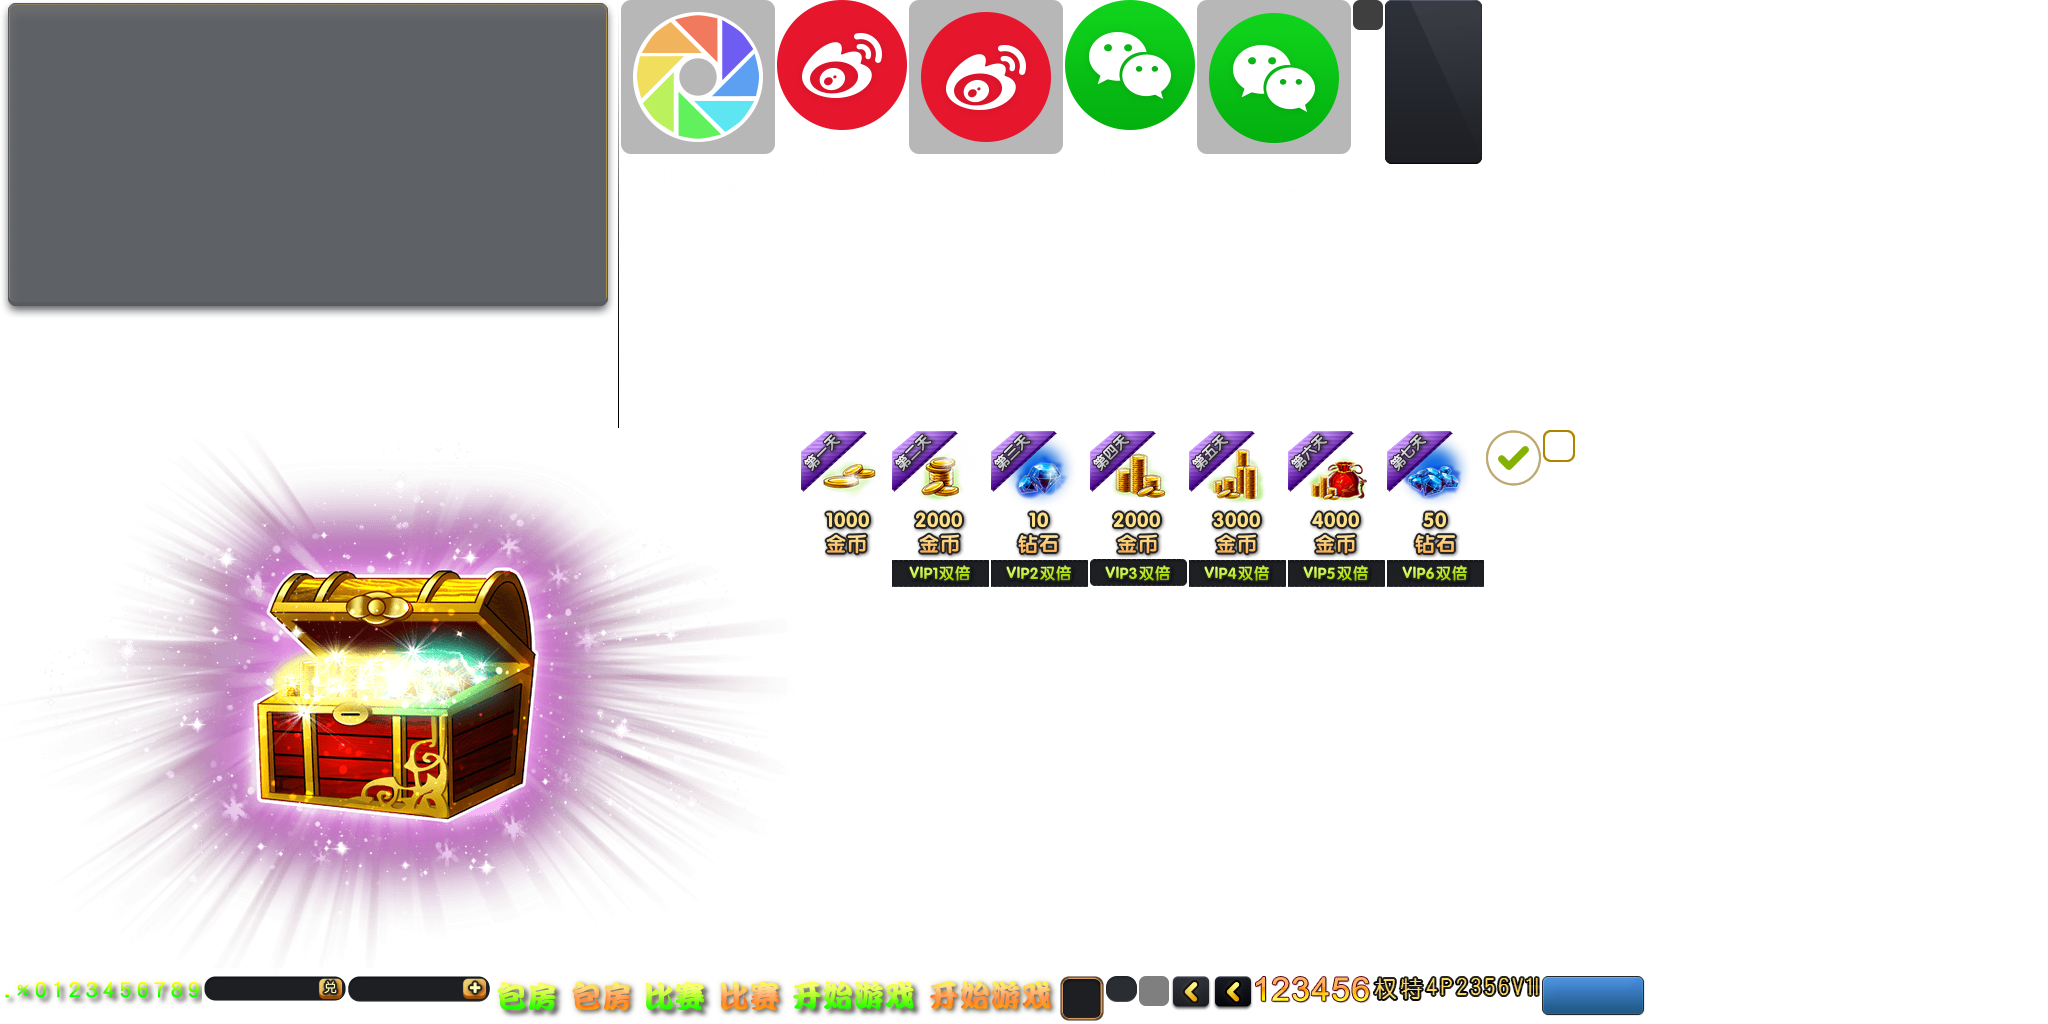 第一天
1000
金币
第二天
2000
金币
VIP1双倍
第三天
10
钻石
VIP2双倍
第四天
2000
金币
VIP3双倍
第五天
3000
金币
VIP4双倍
第六天
4000
金币
VIP5双倍
第七天
50
钻石
VIP6双倍
.%0123456789
兑
包房
包房
比赛
比赛
开始游戏
开始游戏
123456
权特4P2356V1